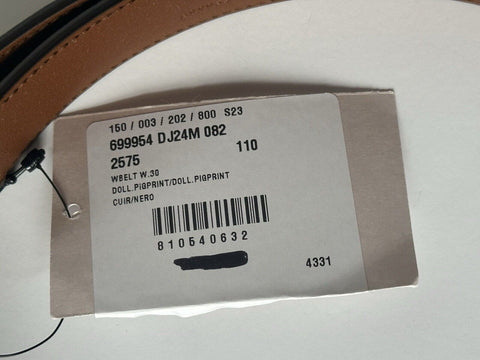 150 / 003 / 202 / 800 S23
699954 DJ24M 082
2575 110
WBELT W.30
DOLL.PIGPRINT/DOLL.PIGPRINT
CUIR/NERO
810540632
4331